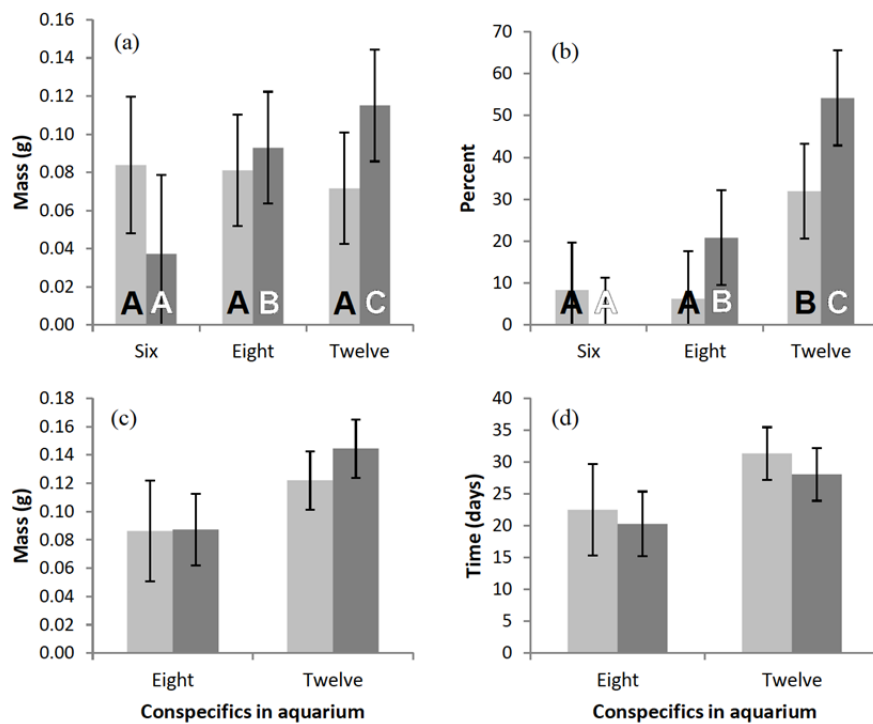 (a)
Mass (g)
0.16
0.14
0.12
0.10
0.08
0.06
0.04
0.02
0.00
A A A B A C
Six Eight Twelve
(b)
Percent
70
60
50
40
30
20
10
0
A A A B B C
Six Eight Twelve
(c)
Mass (g)
0.18
0.16
0.14
0.12
0.10
0.08
0.06
0.04
0.02
0.00
Eight Twelve
Conspecifics in aquarium
(d)
Time (days)
40
35
30
25
20
15
10
5
0
Eight Twelve
Conspecifics in aquarium